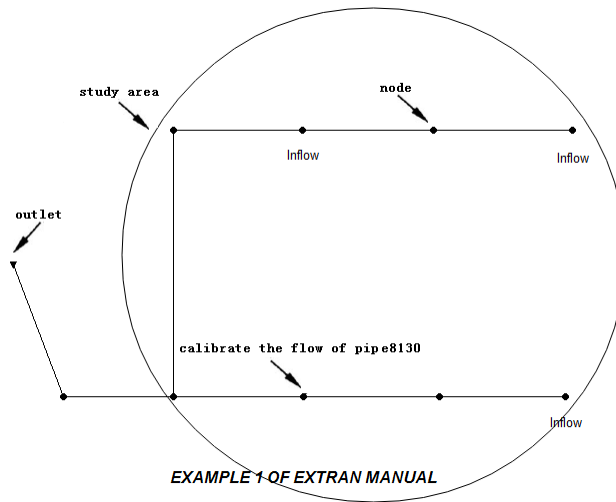 study area
node
Inflow
Inflow
outlet
calibrate the flow of pipe8130
Inflow
EXAMPLE 1 OF EXTRAN MANUAL